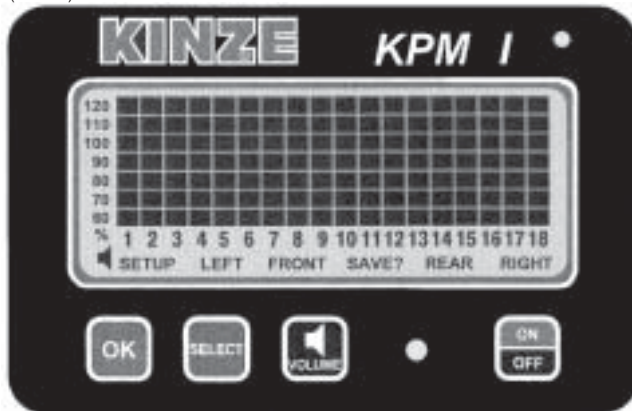 KINZE KPM I
120
110
100
90
80
70
60
% 1 2 3 4 5 6 7 8 9 10 11 12 13 14 15 16 17 18
SETUP LEFT FRONT SAVE? REAR RIGHT
OK SELECT VOLUME ON
OFF